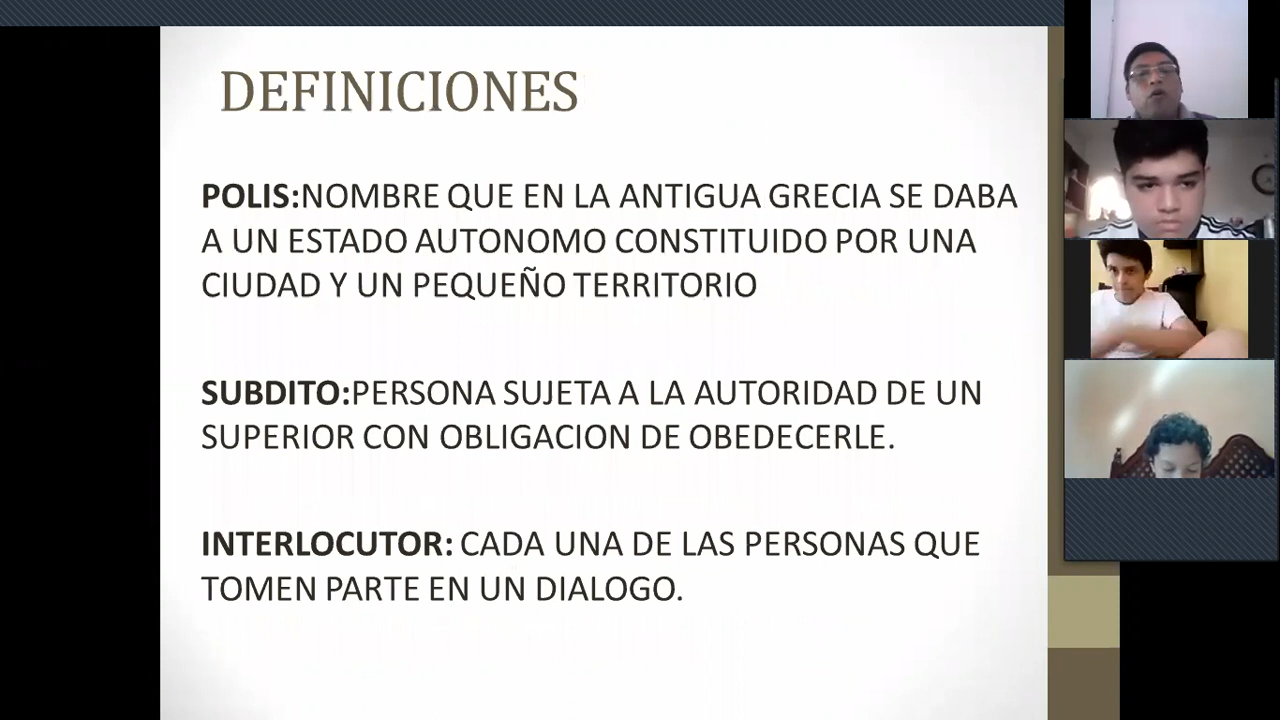 DEFINICIONES
POLIS:NOMBRE QUE EN LA ANTIGUA GRECIA SE DABA
A UN ESTADO AUTONOMO CONSTITUIDO POR UNA
CIUDAD Y UN PEQUEÑO TERRITORIO
SUBDITO:PERSONA SUJETA A LA AUTORIDAD DE UN
SUPERIOR CON OBLIGACION DE OBEDECERLE.
INTERLOCUTOR: CADA UNA DE LAS PERSONAS QUE
TOMEN PARTE EN UN DIALOGO.